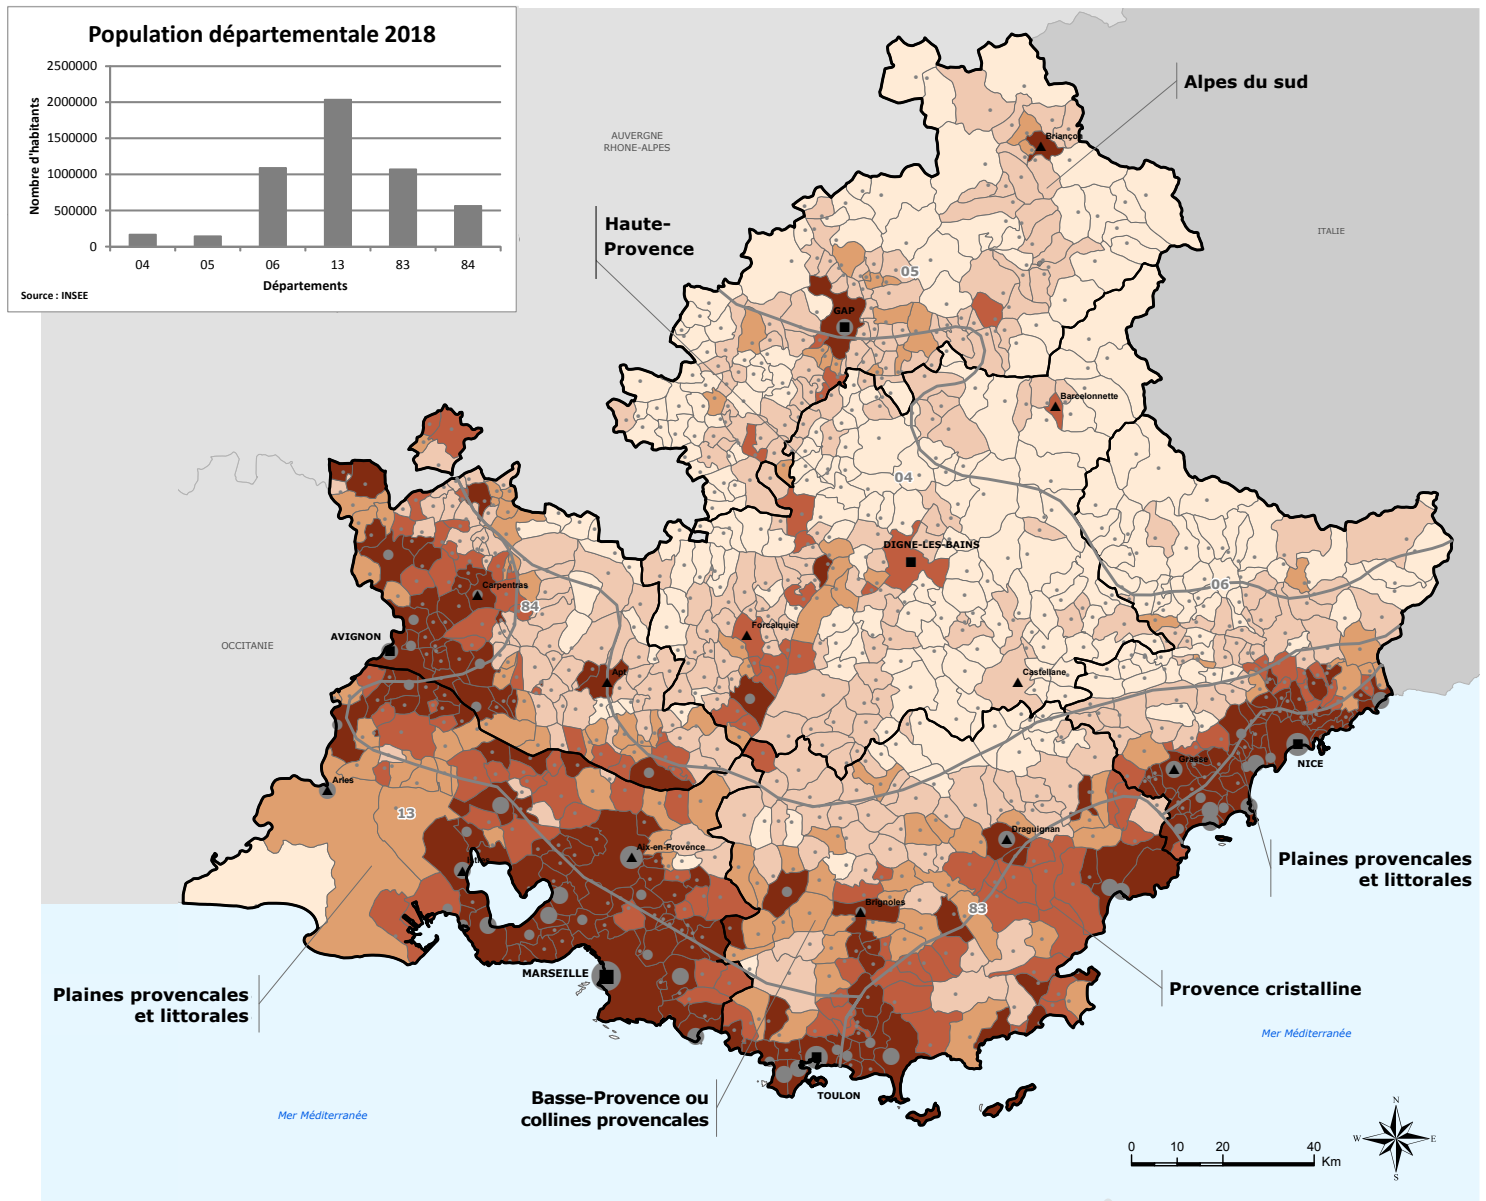 Population départementale 2018
Nombre d'habitants
2500000
2000000
1500000
1000000
500000
0
04
05
06
13
83
84
Départements
Source : INSEE
AUVERGNE
RHONE-ALPES
Alpes du sud
Briançon
Haute-
Provence
ITALIE
05
GAP
Barcelonnette
04
DIGNE-LES-BAINS
Carpentras
84
06
Forcalquier
AVIGNON
OCCITANIE
Apt
Castellane
Grasse
NICE
Arles
13
Draguignan
Aix-en-Provence
Istres
Plaines provencales
et littorales
Brignoles
83
MARSEILLE
Plaines provencales
et littorales
Provence cristalline
Mer Méditerranée
Basse-Provence ou
collines provencales
TOULON
Mer Méditerranée
N
W
E
S
0
10
20
40
Km